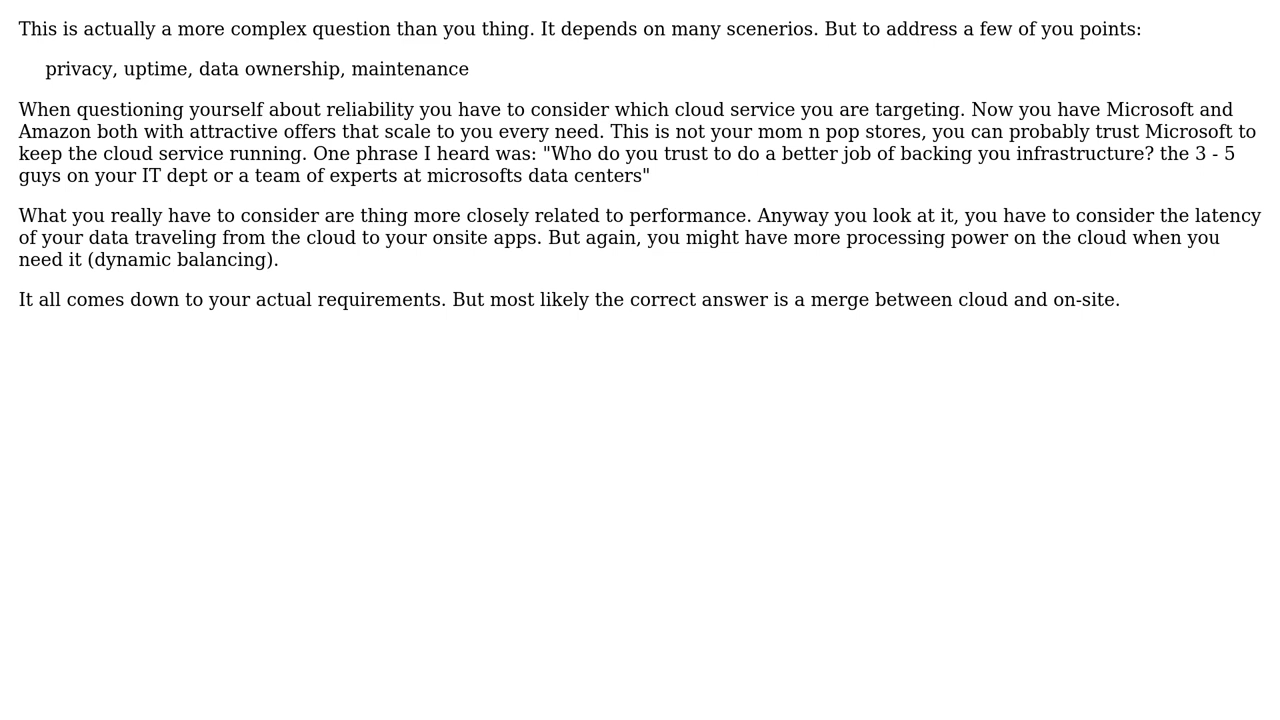 This is actually a more complex question than you thing. It depends on many scenerios. But to address a few of you points:
privacy, uptime, data ownership, maintenance
When questioning yourself about reliability you have to consider which cloud service you are targeting. Now you have Microsoft and
Amazon both with attractive offers that scale to you every need. This is not your mom n pop stores, you can probably trust Microsoft to
keep the cloud service running. One phrase I heard was: "Who do you trust to do a better job of backing you infrastructure? the 3 - 5
guys on your IT dept or a team of experts at microsofts data centers"
What you really have to consider are thing more closely related to performance. Anyway you look at it, you have to consider the latency
of your data traveling from the cloud to your onsite apps. But again, you might have more processing power on the cloud when you
need it (dynamic balancing).
It all comes down to your actual requirements. But most likely the correct answer is a merge between cloud and on-site.